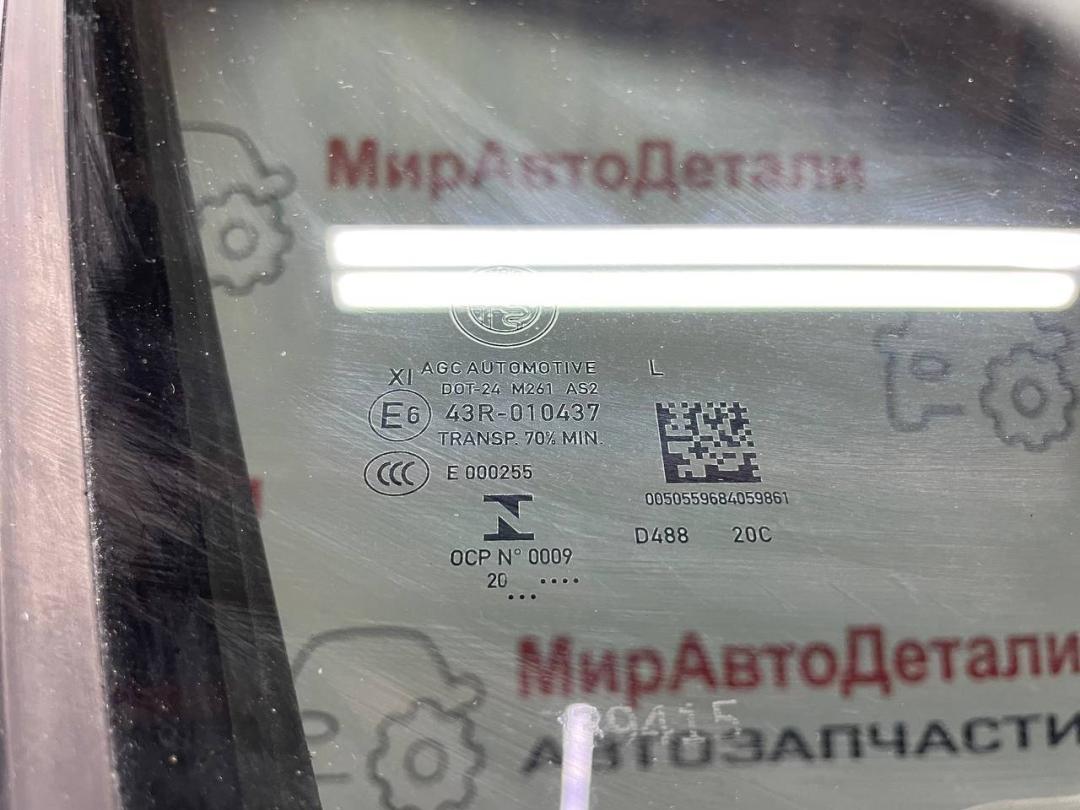 МирАвтоДетали
AGC AUTOMOTIVE L
XI DOT-24 M261 AS2
E6 43R-010437
TRANSP. 70% MIN.
CCC E 000255
0050559684059861
D488 20C
OCP N° 0009
20 ....
...
МирАвтоДетали
АВТОЗАПЧАСТИ